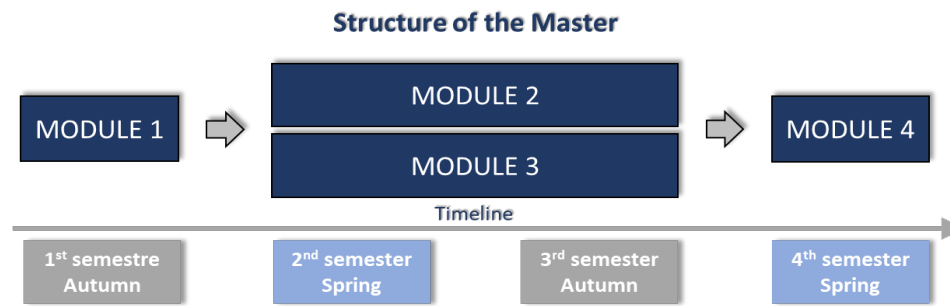 Structure of the Master
MODULE 1
MODULE 2
MODULE 3
MODULE 4
Timeline
1st semestre
Autumn
2nd semester
Spring
3rd semester
Autumn
4th semester
Spring